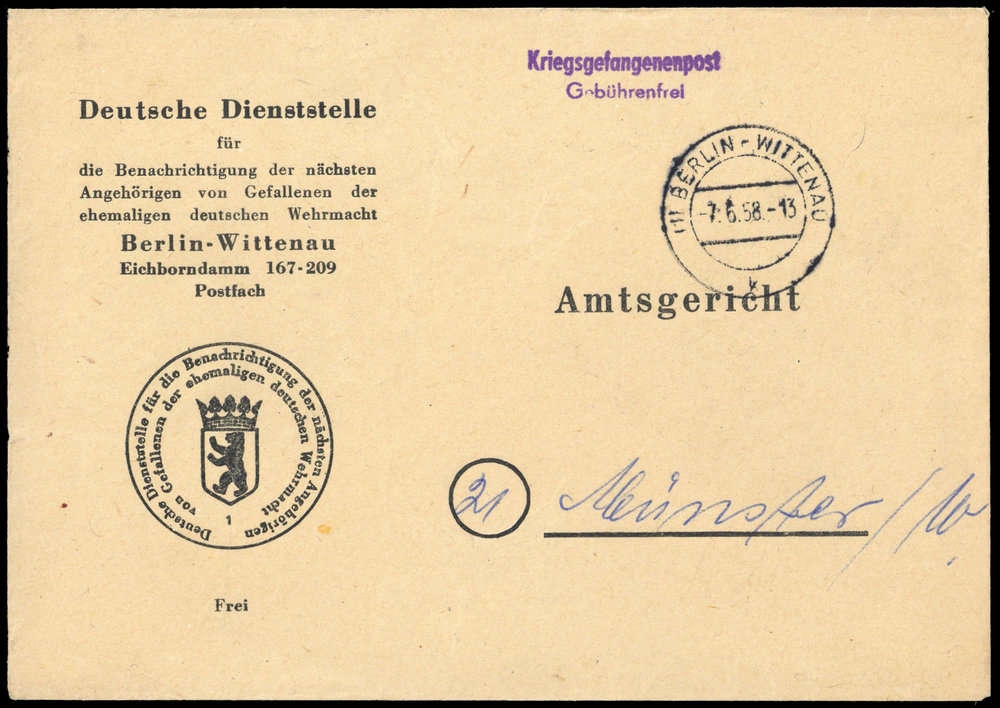 Kriegsgefangenenpost
Gebührenfrei
Deutsche Dienststelle
für
die Benachrichtigung der nächsten
Angehörigen von Gefallenen der
ehemaligen deutschen Wehrmacht
Berlin-Wittenau
Eichborndamm 167-209
Postfach
(1) BERLIN - WITTENAU
-7.6.58.-13
k
Amtsgericht
Deutsche Dienststelle für die Benachrichtigung der nächsten Angehörigen
von Gefallenen der ehemaligen deutschen Wehrmacht
1
21 Münster/W
Frei